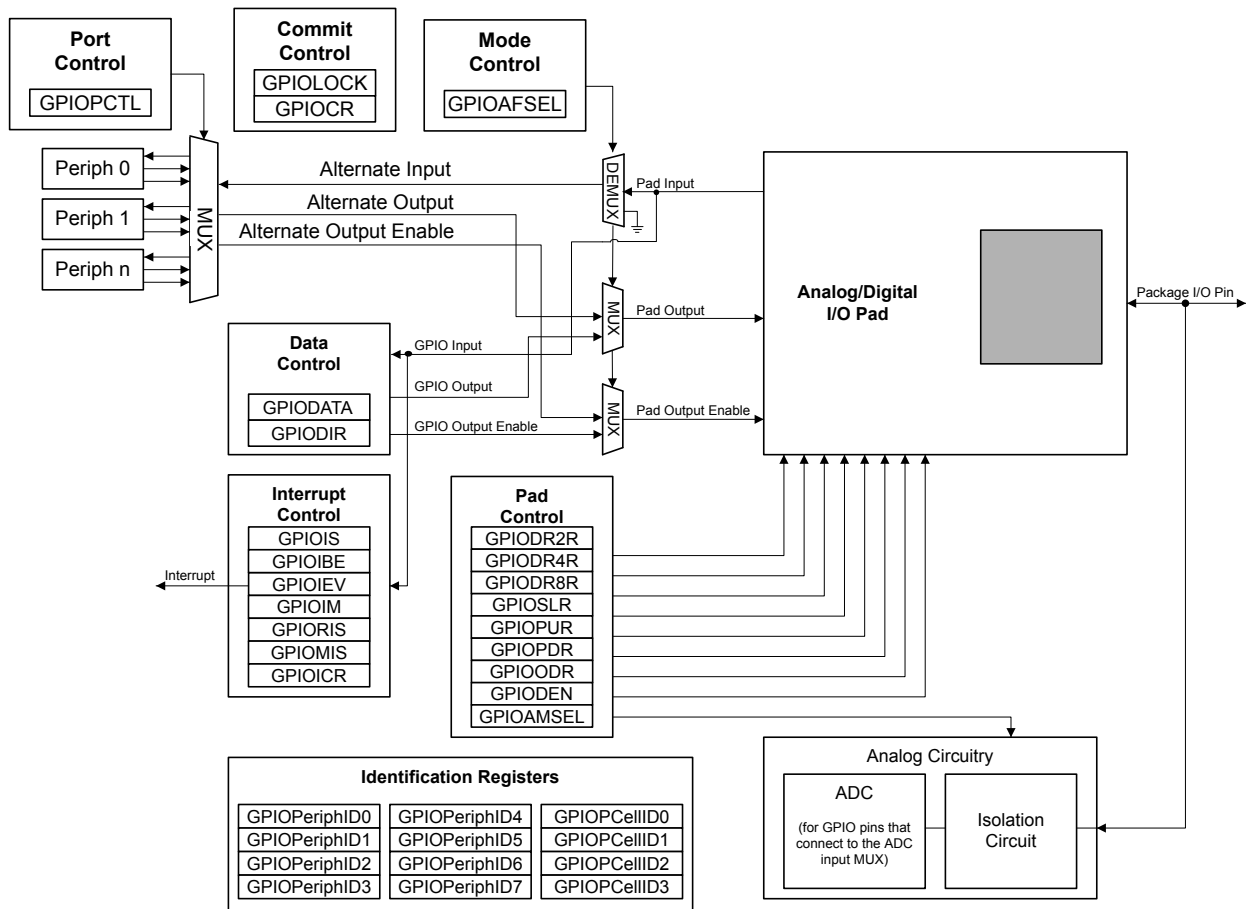 Port
Control
GPIOPCTL
Commit
Control
GPIOLOCK
GPIOCR
Mode
Control
GPIOAFSEL
Periph 0
Periph 1
Periph n
MUX
Alternate Input
Alternate Output
Alternate Output Enable
DEMUX
Pad Input
MUX
Pad Output
MUX
Pad Output Enable
Analog/Digital
I/O Pad
Package I/O Pin
Data
Control
GPIODATA
GPIODIR
GPIO Input
GPIO Output
GPIO Output Enable
Interrupt
Control
GPIOIS
GPIOIBE
GPIOIEV
GPIOIM
GPIORIS
GPIOMIS
GPIOICR
Interrupt
Pad
Control
GPIODR2R
GPIODR4R
GPIODR8R
GPIOSLR
GPIOPUR
GPIOPDR
GPIOODR
GPIODEN
GPIOAMSEL
Analog Circuitry
ADC
(for GPIO pins that
connect to the ADC
input MUX)
Isolation
Circuit
Identification Registers
GPIOPeriphID0
GPIOPeriphID1
GPIOPeriphID2
GPIOPeriphID3
GPIOPeriphID4
GPIOPeriphID5
GPIOPeriphID6
GPIOPeriphID7
GPIOPCellID0
GPIOPCellID1
GPIOPCellID2
GPIOPCellID3